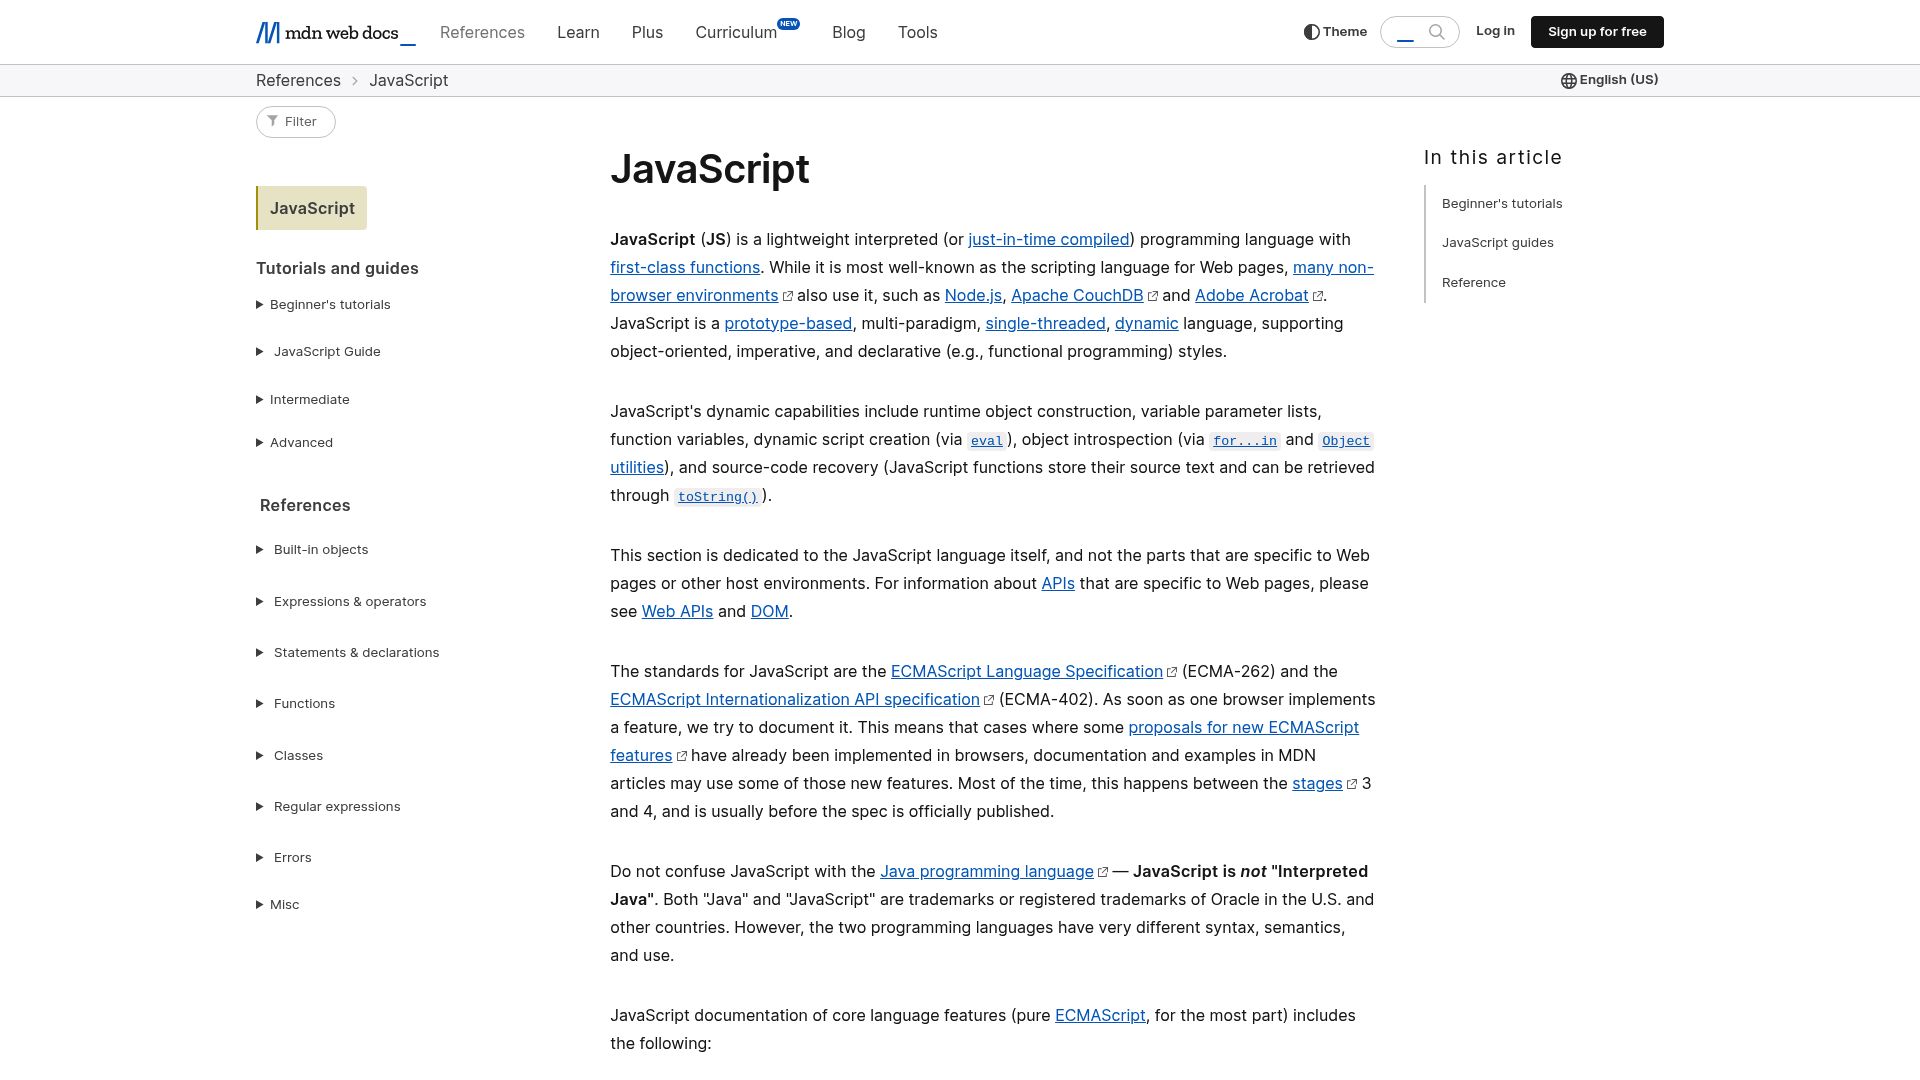 mdn web docs_
References
Learn
Plus
Curriculum NEW
Blog
Tools
Theme
Log in
Sign up for free
References
JavaScript
English (US)
Filter
JavaScript
Tutorials and guides
Beginner's tutorials
JavaScript Guide
Intermediate
Advanced
References
Built-in objects
Expressions & operators
Statements & declarations
Functions
Classes
Regular expressions
Errors
Misc
JavaScript
JavaScript (JS) is a lightweight interpreted (or just-in-time compiled) programming language with
first-class functions. While it is most well-known as the scripting language for Web pages, many non-
browser environments also use it, such as Node.js, Apache CouchDB and Adobe Acrobat.
JavaScript is a prototype-based, multi-paradigm, single-threaded, dynamic language, supporting
object-oriented, imperative, and declarative (e.g., functional programming) styles.
JavaScript's dynamic capabilities include runtime object construction, variable parameter lists,
function variables, dynamic script creation (via eval), object introspection (via for...in and Object
utilities), and source-code recovery (JavaScript functions store their source text and can be retrieved
through toString()).
This section is dedicated to the JavaScript language itself, and not the parts that are specific to Web
pages or other host environments. For information about APIs that are specific to Web pages, please
see Web APIs and DOM.
The standards for JavaScript are the ECMAScript Language Specification (ECMA-262) and the
ECMAScript Internationalization API specification (ECMA-402). As soon as one browser implements
a feature, we try to document it. This means that cases where some proposals for new ECMAScript
features have already been implemented in browsers, documentation and examples in MDN
articles may use some of those new features. Most of the time, this happens between the stages 3
and 4, and is usually before the spec is officially published.
Do not confuse JavaScript with the Java programming language — JavaScript is not "Interpreted
Java". Both "Java" and "JavaScript" are trademarks or registered trademarks of Oracle in the U.S. and
other countries. However, the two programming languages have very different syntax, semantics,
and use.
JavaScript documentation of core language features (pure ECMAScript, for the most part) includes
the following:
In this article
Beginner's tutorials
JavaScript guides
Reference